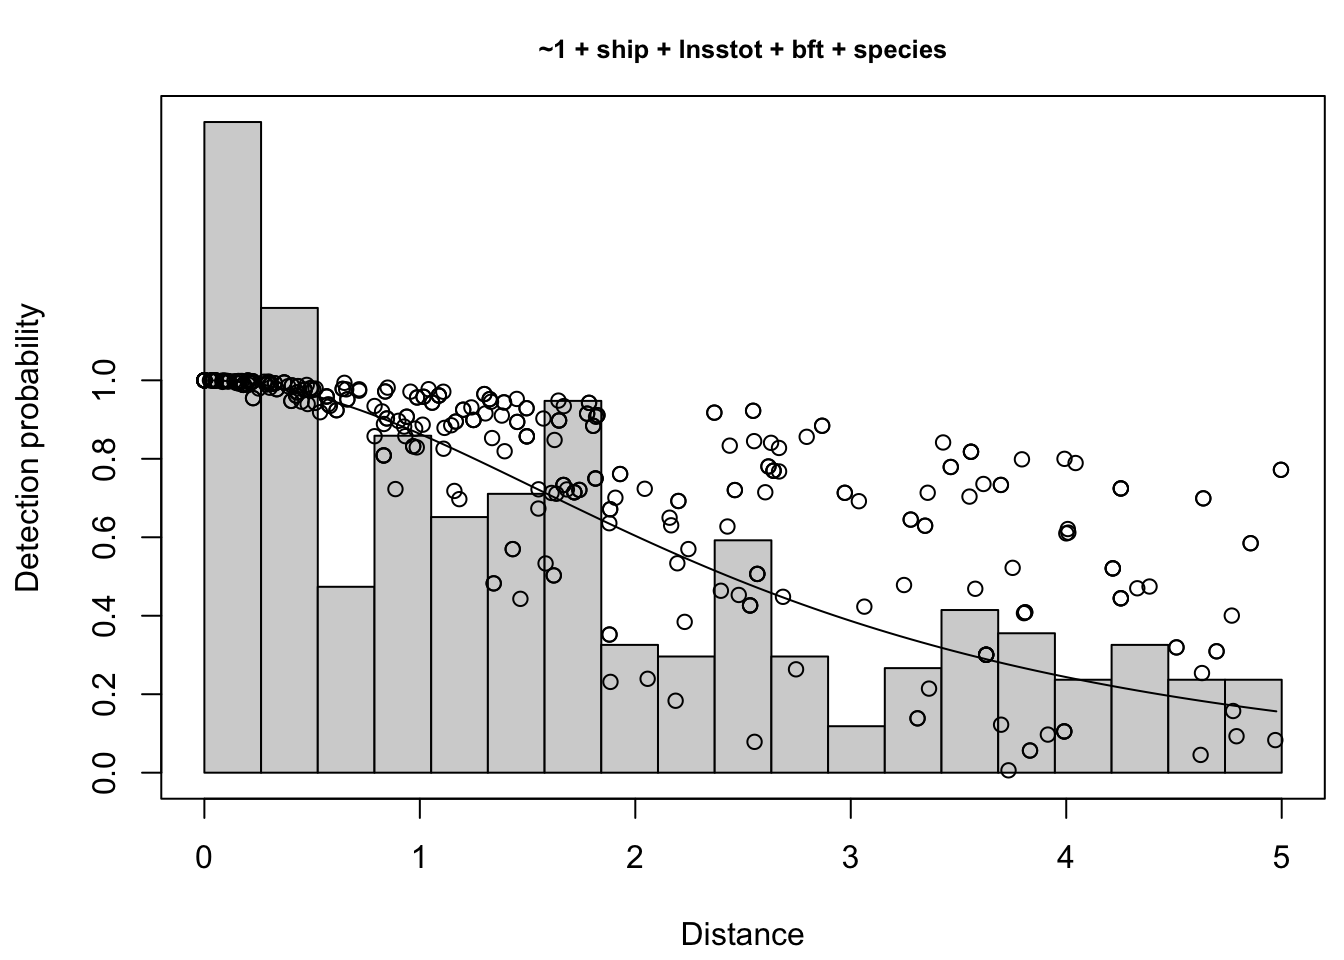 ~1 + ship + lnsstot + bft + species
Detection probability
1.0
0.8
0.6
0.4
0.2
0.0
0 1 2 3 4 5
Distance